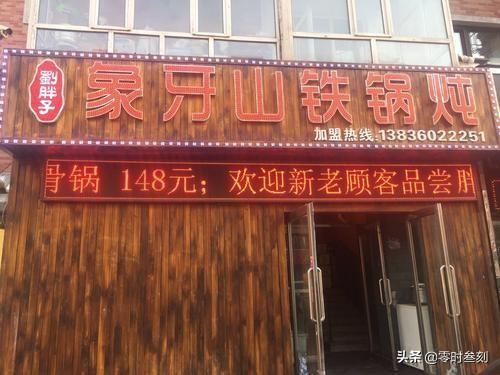 劉胖子
象牙山铁锅炖
加盟热线:13836022251
骨锅 148元；欢迎新老顾客品尝胖
头条 @零时叁刻